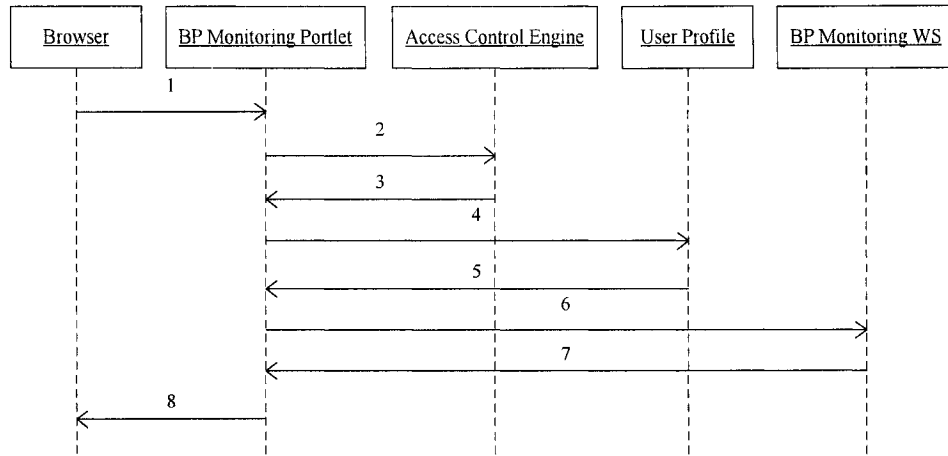 Browser
BP Monitoring Portlet
Access Control Engine
User Profile
BP Monitoring WS
1
2
3
4
5
6
7
8